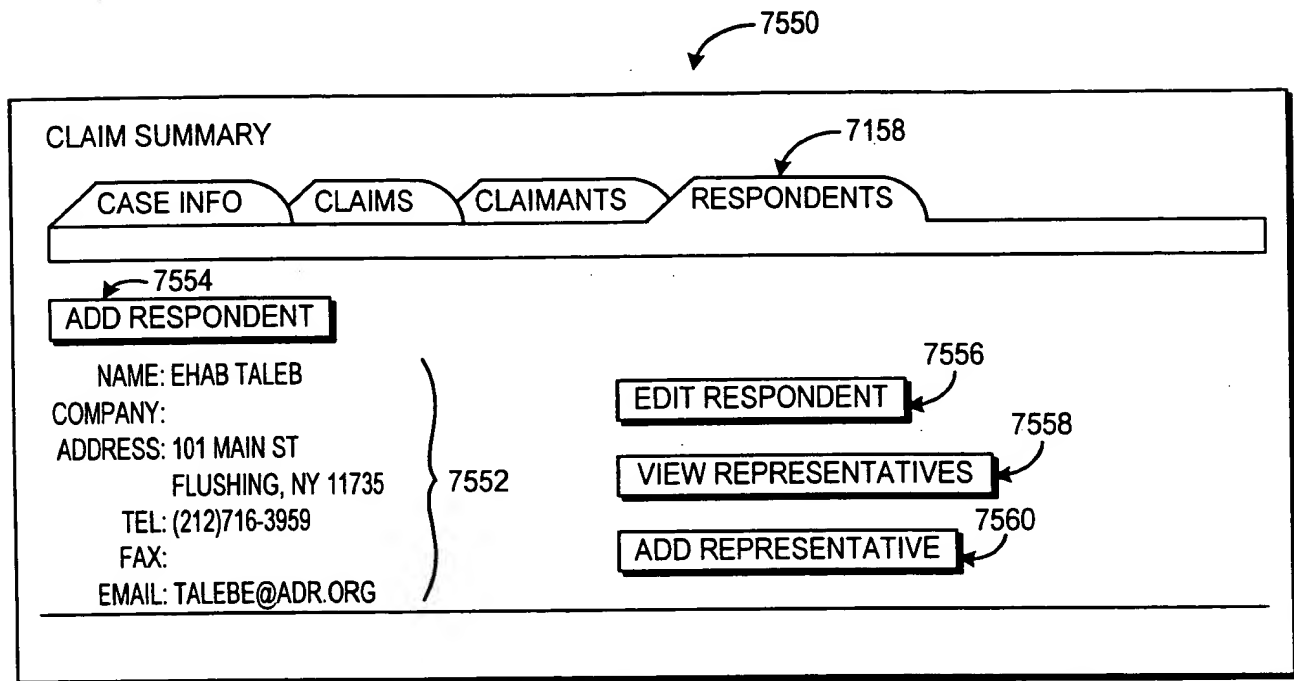 7550
CLAIM SUMMARY
7158
CASE INFO CLAIMS CLAIMANTS RESPONDENTS
7554
ADD RESPONDENT
NAME: EHAB TALEB
COMPANY:
ADDRESS: 101 MAIN ST
FLUSHING, NY 11735
TEL: (212)716-3959
FAX:
EMAIL: TALEBE@ADR.ORG
7552
7556
EDIT RESPONDENT
7558
VIEW REPRESENTATIVES
7560
ADD REPRESENTATIVE